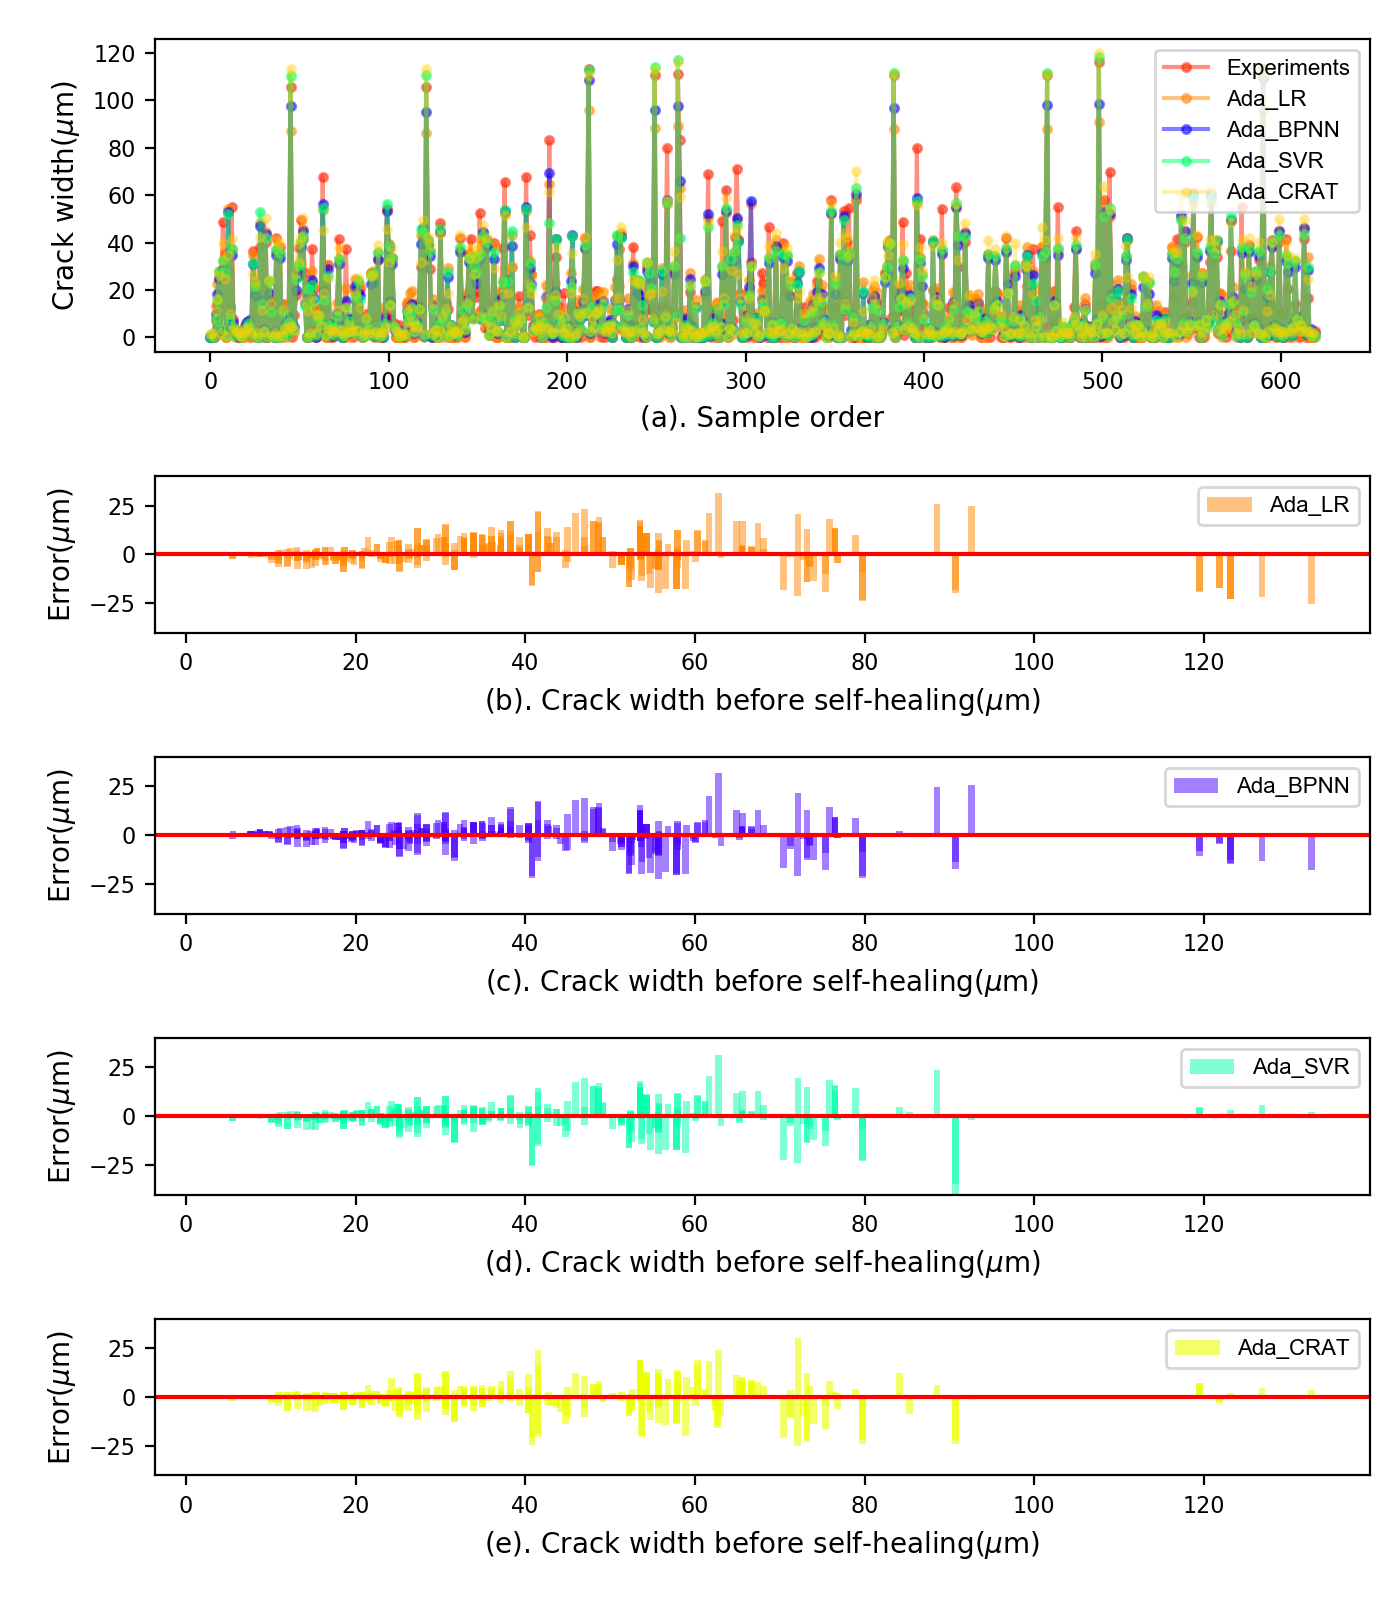 Crack width(μm)
120
100
80
60
40
20
0
Experiments
Ada_LR
Ada_BPNN
Ada_SVR
Ada_CRAT
0 100 200 300 400 500 600
(a). Sample order
Error(μm)
25
0
−25
Ada_LR
0 20 40 60 80 100 120
(b). Crack width before self-healing(μm)
Error(μm)
25
0
−25
Ada_BPNN
0 20 40 60 80 100 120
(c). Crack width before self-healing(μm)
Error(μm)
25
0
−25
Ada_SVR
0 20 40 60 80 100 120
(d). Crack width before self-healing(μm)
Error(μm)
25
0
−25
Ada_CRAT
0 20 40 60 80 100 120
(e). Crack width before self-healing(μm)